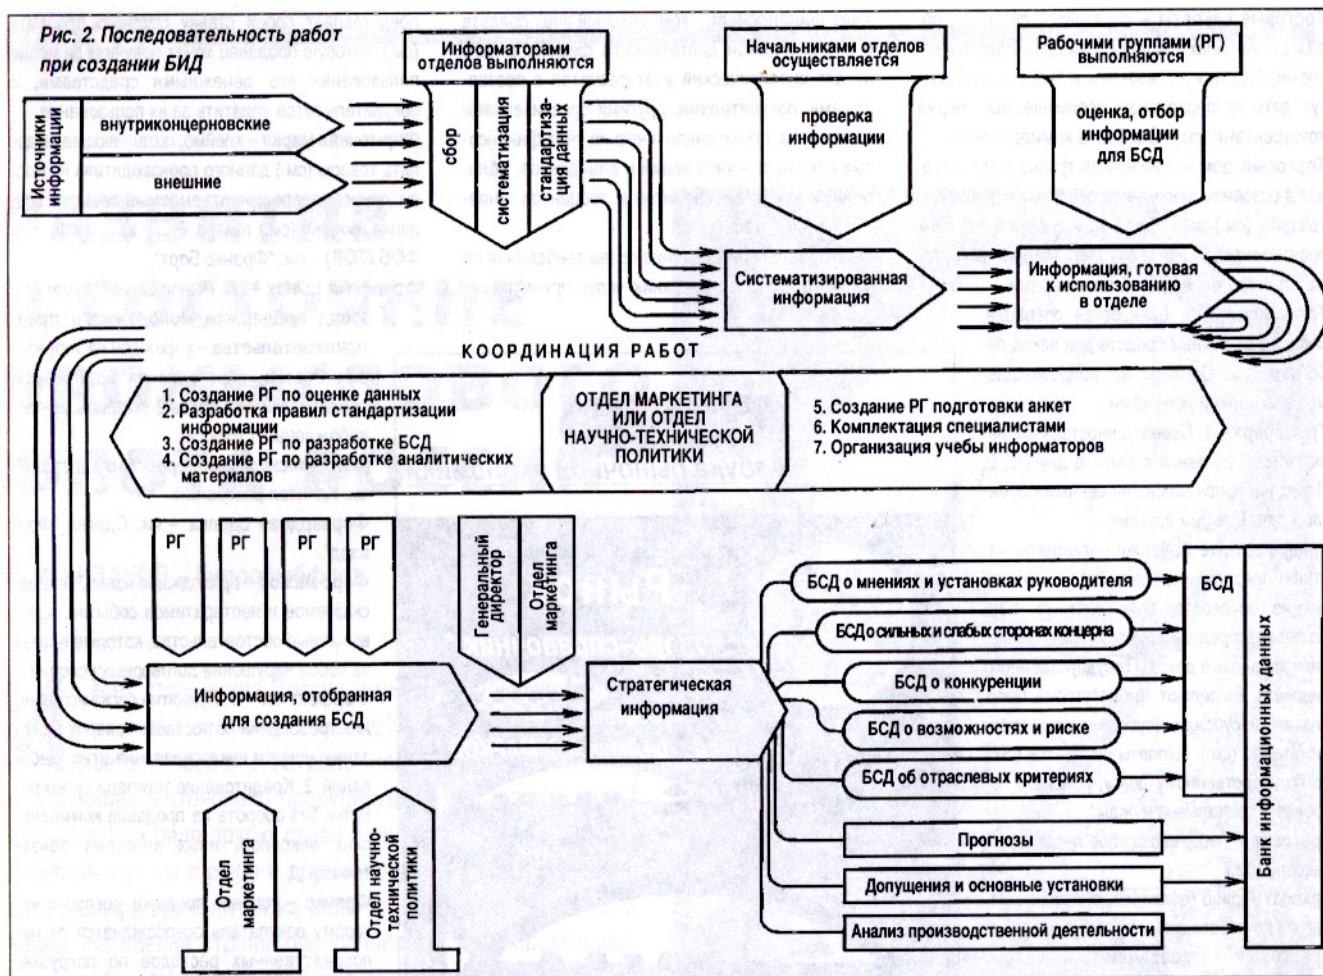 Рис. 2. Последовательность работ
при создании БИД
Информаторами
отделов выполняются
Начальниками отделов
осуществляется
Рабочими группами (РГ)
выполняются
Источники
информации
внутриконцерновские
внешние
сбор
систематизация
стандартиза-
ция данных
проверка
информации
оценка, отбор
информации
для БСД
Систематизированная
информация
Информация, готовая
к использованию
в отделе
КООРДИНАЦИЯ РАБОТ
1. Создание РГ по оценке данных
2. Разработка правил стандартизации
информации
3. Создание РГ по разработке БСД
4. Создание РГ по разработке аналитических
материалов
ОТДЕЛ МАРКЕТИНГА
ИЛИ ОТДЕЛ
НАУЧНО-ТЕХНИЧЕСКОЙ
ПОЛИТИКИ
5. Создание РГ подготовки анкет
6. Комплектация специалистами
7. Организация учебы информаторов
РГ
РГ
РГ
РГ
Генеральный
директор
Отдел
маркетинга
Информация, отобранная
для создания БСД
Стратегическая
информация
БСД о мнениях и установках руководителя
БСД о сильных и слабых сторонах концерна
БСД о конкуренции
БСД о возможностях и риске
БСД об отраслевых критериях
Прогнозы
Допущения и основные установки
Анализ производственной деятельности
БСД
Банк информационных данных
Отдел
маркетинга
Отдел научно-
технической
политики